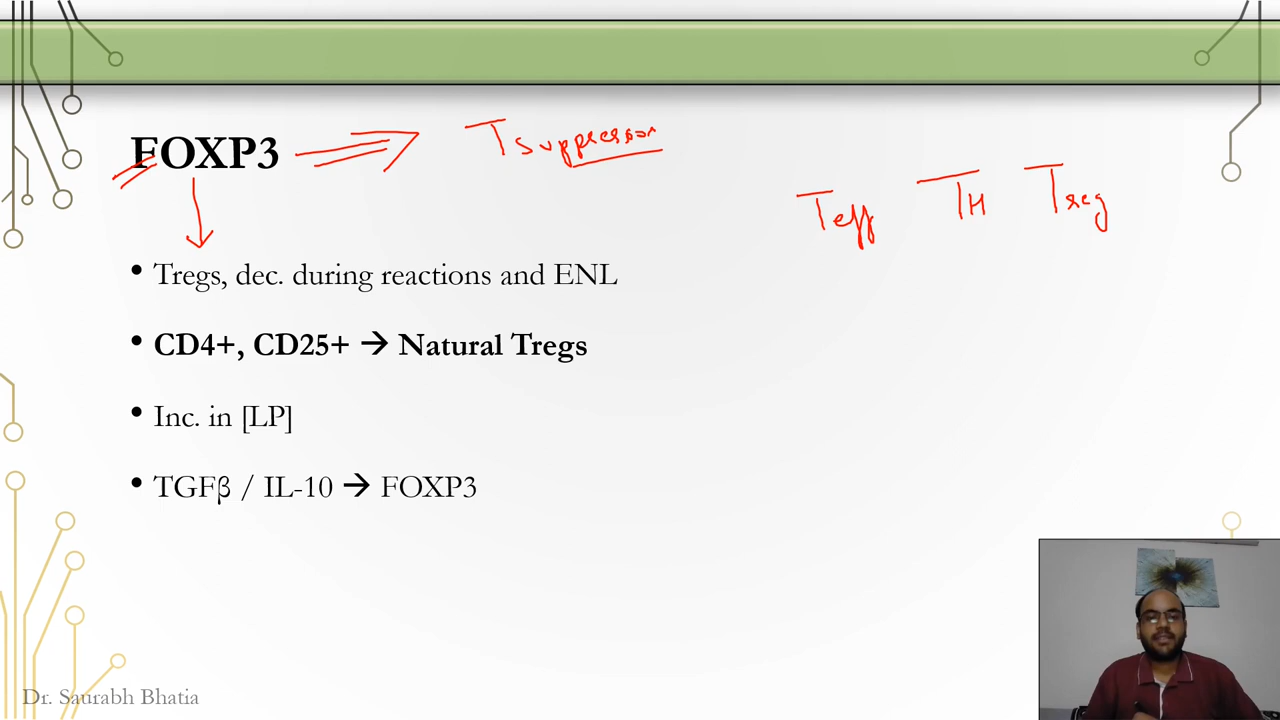 FOXP3
Tsuppressor
Teff TH Treg
• Tregs, dec. during reactions and ENL
• CD4+, CD25+ → Natural Tregs
• Inc. in [LP]
• TGFβ / IL-10 → FOXP3
Dr. Saurabh Bhatia